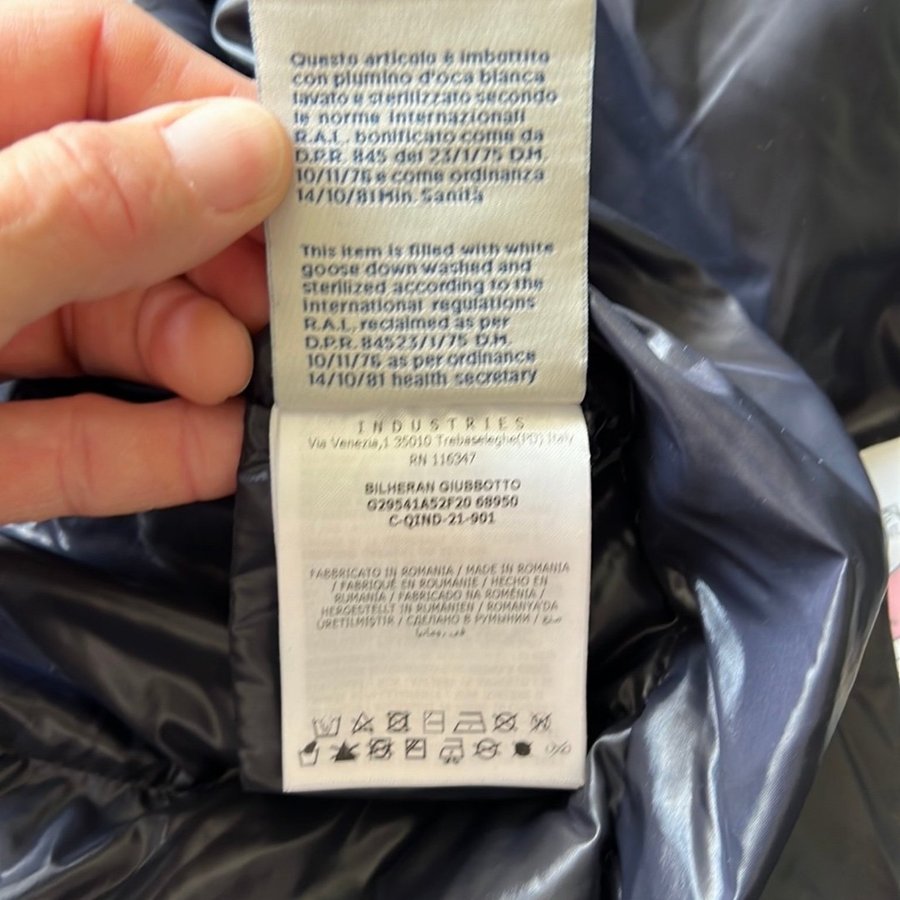 Questo articolo è imbottito
con piumino d'oca bianca
lavato e sterilizzato secondo
le norme internazionali
R.A.L. bonificato come da
D.P.R. 845 del 23/1/75 D.M.
10/11/76 e come ordinanza
14/10/81 Min. Sanità
This item is filled with white
goose down washed and
sterilized according to the
international regulations
R.A.L. reclaimed as per
D.P.R. 84523/1/75 D.M.
10/11/76 as per ordinance
14/10/81 health secretary
INDUSTRIES
Via Venezia,1 35010 Trebaseleghe(PD) Italy
RN 116347
BILHERAN GIUBBOTTO
G29541A52F20 68950
C-QIND-21-901
FABBRICATO IN ROMANIA / MADE IN ROMANIA
/ FABRIQUÉ EN ROUMANIE / HECHO EN
RUMANIA / FABRICADO NA ROMÉNIA /
HERGESTELLT IN RUMÄNIEN / ROMANYA'DA
ÜRETILMISTIR / СДЕЛАНО В РУМЫНИИ /